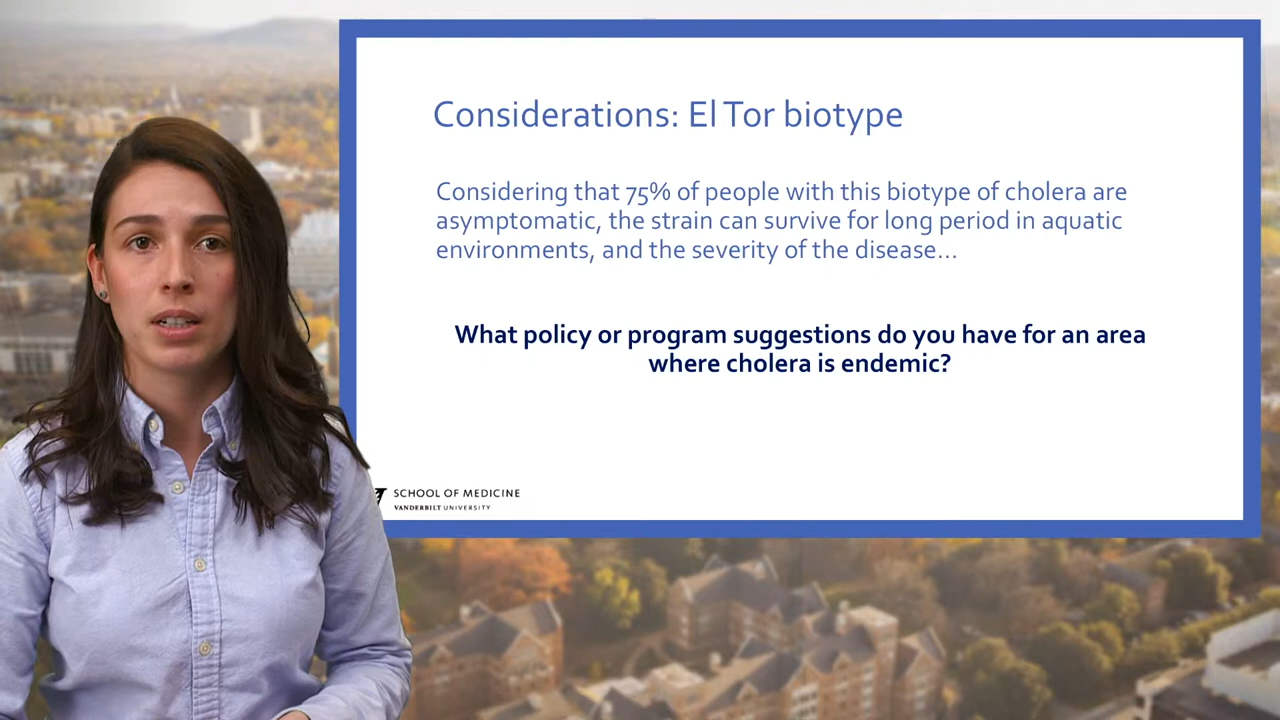 Considerations: El Tor biotype
Considering that 75% of people with this biotype of cholera are
asymptomatic, the strain can survive for long period in aquatic
environments, and the severity of the disease...
What policy or program suggestions do you have for an area
where cholera is endemic?
SCHOOL OF MEDICINE
VANDERBILT UNIVERSITY